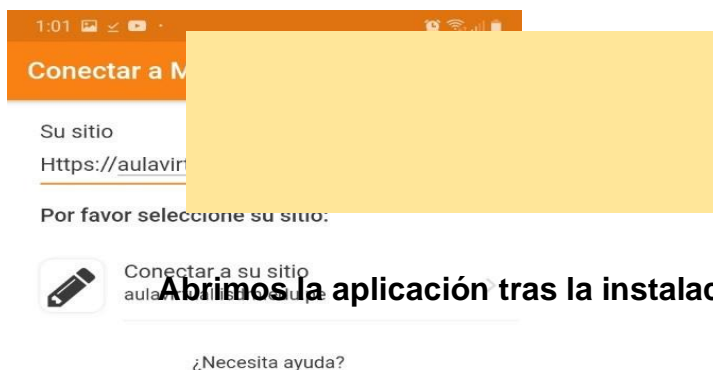 1:01
Conectar a
Su sitio
Https://aulavirt
Por favor seleccione su sitio:
Conectar a su sitio
Abrimos la aplicación tras la instalac
¿Necesita ayuda?